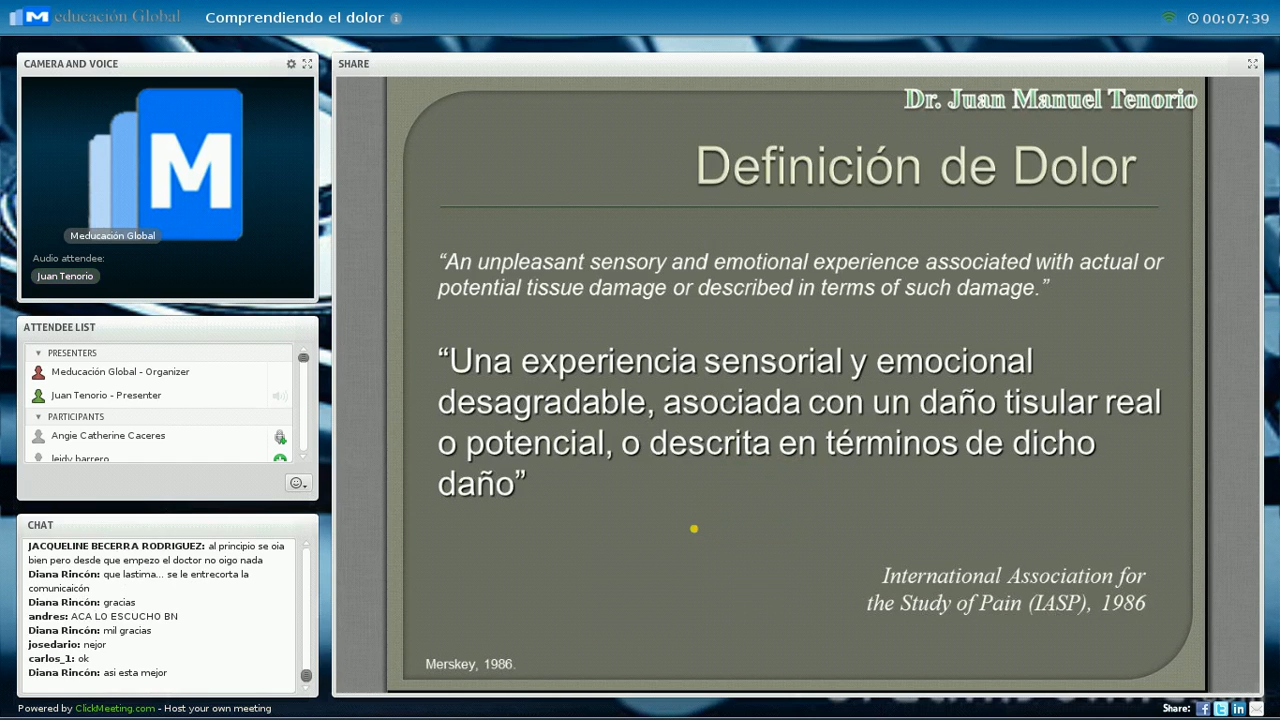 educación Global
Comprendiendo el dolor
00:07:39
CAMERA AND VOICE
M
Meducación Global
Audio attendee:
Juan Tenorio
ATTENDEE LIST
PRESENTERS
Meducación Global - Organizer
Juan Tenorio - Presenter
PARTICIPANTS
Angie Catherine Caceres
leidy barrero
CHAT
JACQUELINE BECERRA RODRIGUEZ: al principio se oia
bien pero desde que empezo el doctor no oigo nada
Diana Rincón: que lastima... se le entrecorta la
comunicaicón
Diana Rincón: gracias
andres: ACA LO ESCUCHO BN
Diana Rincón: mil gracias
josedario: nejor
carlos_1: ok
Diana Rincón: asi esta mejor
SHARE
Dr. Juan Manuel Tenorio
Definición de Dolor
“An unpleasant sensory and emotional experience associated with actual or
potential tissue damage or described in terms of such damage.”
“Una experiencia sensorial y emocional
desagradable, asociada con un daño tisular real
o potencial, o descrita en términos de dicho
daño”
International Association for
the Study of Pain (IASP), 1986
Merskey, 1986.
Powered by ClickMeeting.com - Host your own meeting
Share: